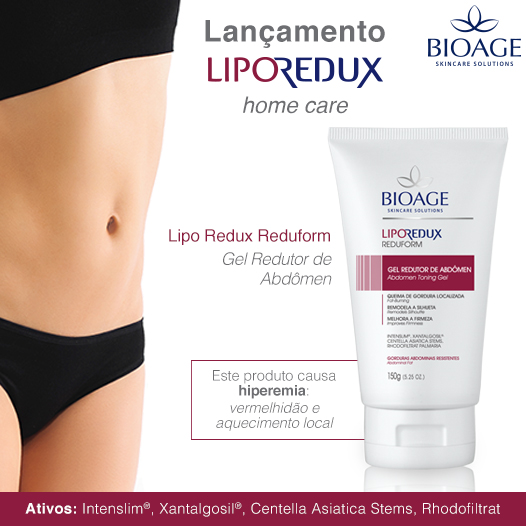 Lançamento
LIPOREDUX
home care
BIOAGE
SKINCARE SOLUTIONS
Lipo Redux Reduform
Gel Redutor de
Abdômen
Este produto causa
hiperemia:
vermelhidão e
aquecimento local
BIOAGE
SKINCARE SOLUTIONS
LIPOREDUX
REDUFORM
GEL REDUTOR DE ABDÔMEN
Abdomen Toning Gel
QUEIMA DE GORDURA LOCALIZADA
Fat-Burning
REMODELA A SILHUETA
Remodels Silhouette
MELHORA A FIRMEZA
Improves Firmness
INTENSLIM®, XANTALGOSIL®
CENTELLA ASIATICA STEMS,
RHODOFILTRAT PALMARIA
GORDURAS ABDOMINAIS RESISTENTES
Abdominal Fat
150g (5.25 OZ.)
Ativos: Intenslim®, Xantalgosil®, Centella Asiatica Stems, Rhodofiltrat